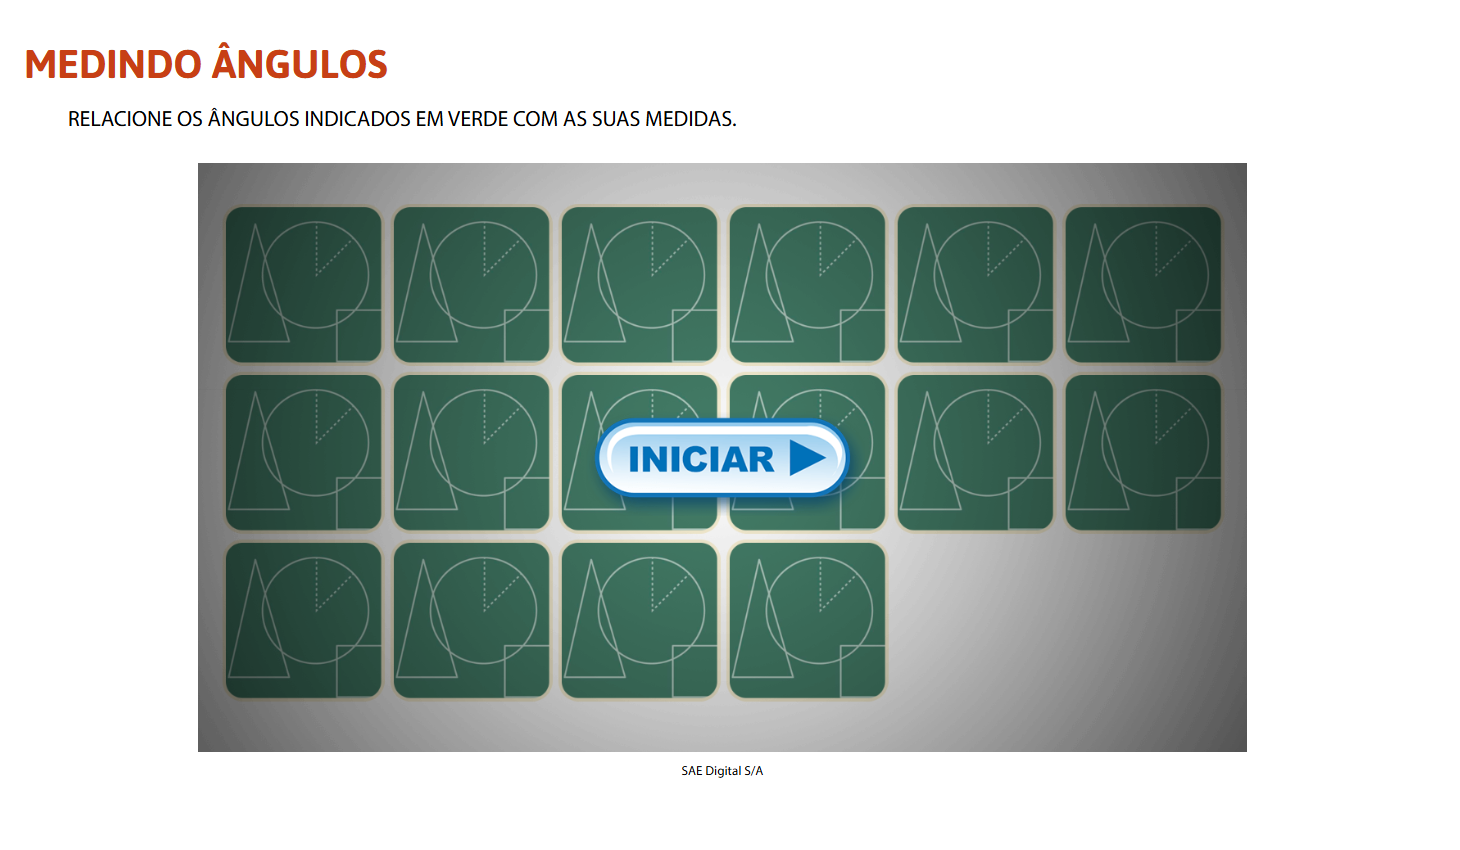 MEDINDO ÂNGULOS
RELACIONE OS ÂNGULOS INDICADOS EM VERDE COM AS SUAS MEDIDAS.
INICIAR
SAE Digital S/A